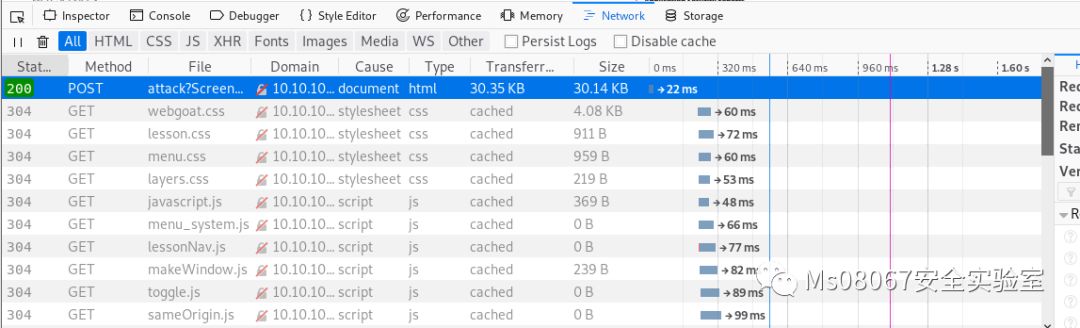 Inspector Console Debugger { } Style Editor Performance Memory Network Storage
All HTML CSS JS XHR Fonts Images Media WS Other Persist Logs Disable cache
Stat... Method File Domain Cause Type Transferr... Size 0 ms 320 ms 640 ms 960 ms 1.28 s 1.60 s
200 POST attack?Screen... 10.10.10... document html 30.35 KB 30.14 KB → 22 ms
304 GET webgoat.css 10.10.10... stylesheet css cached 4.08 KB → 60 ms
304 GET lesson.css 10.10.10... stylesheet css cached 911 B → 72 ms
304 GET menu.css 10.10.10... stylesheet css cached 959 B → 60 ms
304 GET layers.css 10.10.10... stylesheet css cached 219 B → 53 ms
304 GET javascript.js 10.10.10... script js cached 369 B → 48 ms
304 GET menu_system.js 10.10.10... script js cached 0 B → 66 ms
304 GET lessonNav.js 10.10.10... script js cached 0 B → 77 ms
304 GET makeWindow.js 10.10.10... script js cached 239 B → 82 ms
304 GET toggle.js 10.10.10... script js cached 0 B → 89 ms
304 GET sameOrigin.js 10.10.10... script js cached 0 B → 99 ms
H
Rec
Rec
Ren
Sta
Ver
R
Ms08067安全实验室